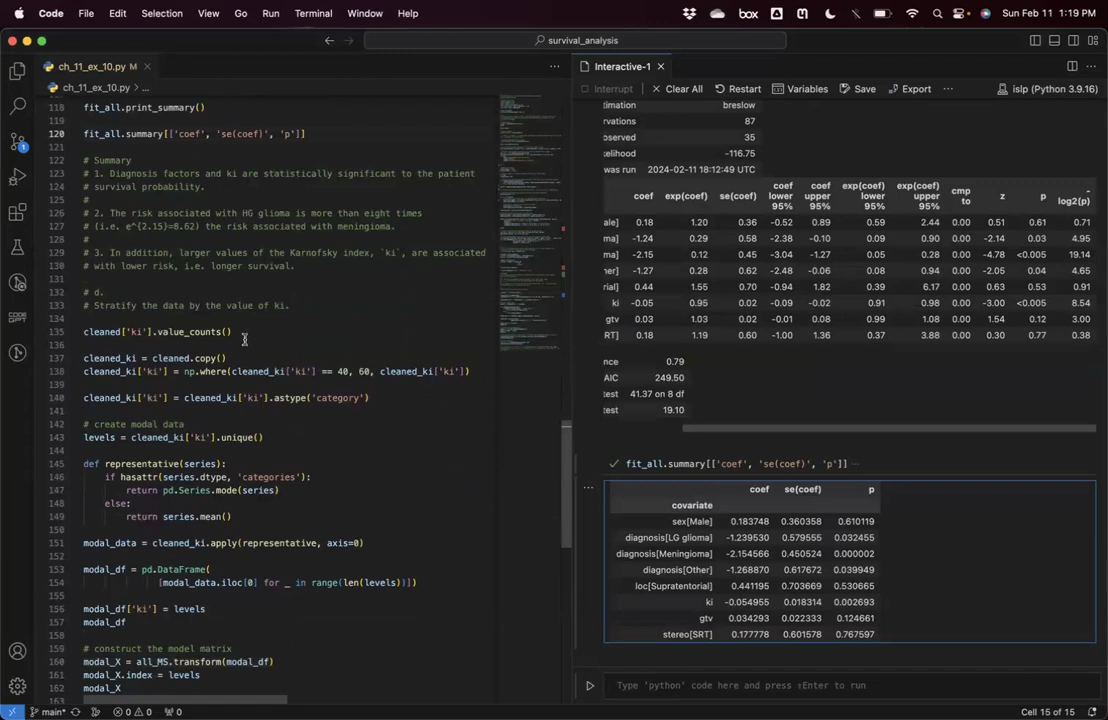 Code File Edit Selection View Go Run Terminal Window Help box Sun Feb 11 1:19 PM
survival_analysis
ch_11_ex_10.py
ch_11_ex_10.py > ...
118 fit_all.print_summary()
119
120 fit_all.summary[['coef', 'se(coef)', 'p']]
121
122 # Summary
123 # 1. Diagnosis factors and ki are statistically significant to the patient
124 # survival probability.
125 #
126 # 2. The risk associated with HG glioma is more than eight times
127 # (i.e. e^{2.15}=8.62) the risk associated with meningioma.
128 #
129 # 3. In addition, larger values of the Karnofsky index, `ki`, are associated
130 # with lower risk, i.e. longer survival.
131
132 # d.
133 # Stratify the data by the value of ki.
134
135 cleaned['ki'].value_counts()
136
137 cleaned_ki = cleaned.copy()
138 cleaned_ki['ki'] = np.where(cleaned_ki['ki'] == 40, 60, cleaned_ki['ki'])
139
140 cleaned_ki['ki'] = cleaned_ki['ki'].astype('category')
141
142 # create modal data
143 levels = cleaned_ki['ki'].unique()
144
145 def representative(series):
146 if hasattr(series.dtype, 'categories'):
147 return pd.Series.mode(series)
148 else:
149 return series.mean()
150
151 modal_data = cleaned_ki.apply(representative, axis=0)
152
153 modal_df = pd.DataFrame(
154 [modal_data.iloc[0] for _ in range(len(levels))])
155
156 modal_df['ki'] = levels
157 modal_df
158
159 # construct the model matrix
160 modal_X = all_MS.transform(modal_df)
161 modal_X.index = levels
162 modal_X
163
Interactive-1
Interrupt Clear All Restart Variables Save Export ... islp (Python 3.9.16)
timation breslow
rvations 87
observed 35
kelihood -116.75
was run 2024-02-11 18:12:49 UTC
coef exp(coef) se(coef) coef lower 95% coef upper 95% exp(coef) lower 95% exp(coef) upper 95% cmp to z p -log2(p)
ale] 0.18 1.20 0.36 -0.52 0.89 0.59 2.44 0.00 0.51 0.61 0.71
ma] -1.24 0.29 0.58 -2.38 -0.10 0.09 0.90 0.00 -2.14 0.03 4.95
ma] -2.15 0.12 0.45 -3.04 -1.27 0.05 0.28 0.00 -4.78 <0.005 19.14
her] -1.27 0.28 0.62 -2.48 -0.06 0.08 0.94 0.00 -2.05 0.04 4.65
rial] 0.44 1.55 0.70 -0.94 1.82 0.39 6.17 0.00 0.63 0.53 0.91
ki -0.05 0.95 0.02 -0.09 -0.02 0.91 0.98 0.00 -3.00 <0.005 8.54
gtv 0.03 1.03 0.02 -0.01 0.08 0.99 1.08 0.00 1.54 0.12 3.00
RT] 0.18 1.19 0.60 -1.00 1.36 0.37 3.88 0.00 0.30 0.77 0.38
nce 0.79
AIC 249.50
test 41.37 on 8 df
test 19.10
fit_all.summary[['coef', 'se(coef)', 'p']] ...
coef se(coef) p
covariate
sex[Male] 0.183748 0.360358 0.610119
diagnosis[LG glioma] -1.239530 0.579555 0.032455
diagnosis[Meningioma] -2.154566 0.450524 0.000002
diagnosis[Other] -1.268870 0.617672 0.039949
loc[Supratentorial] 0.441195 0.703669 0.530665
ki -0.054955 0.018314 0.002693
gtv 0.034293 0.022333 0.124661
stereo[SRT] 0.177778 0.601578 0.767597
Type 'python' code here and press ⇧Enter to run
main* 0 0 0 Cell 15 of 15